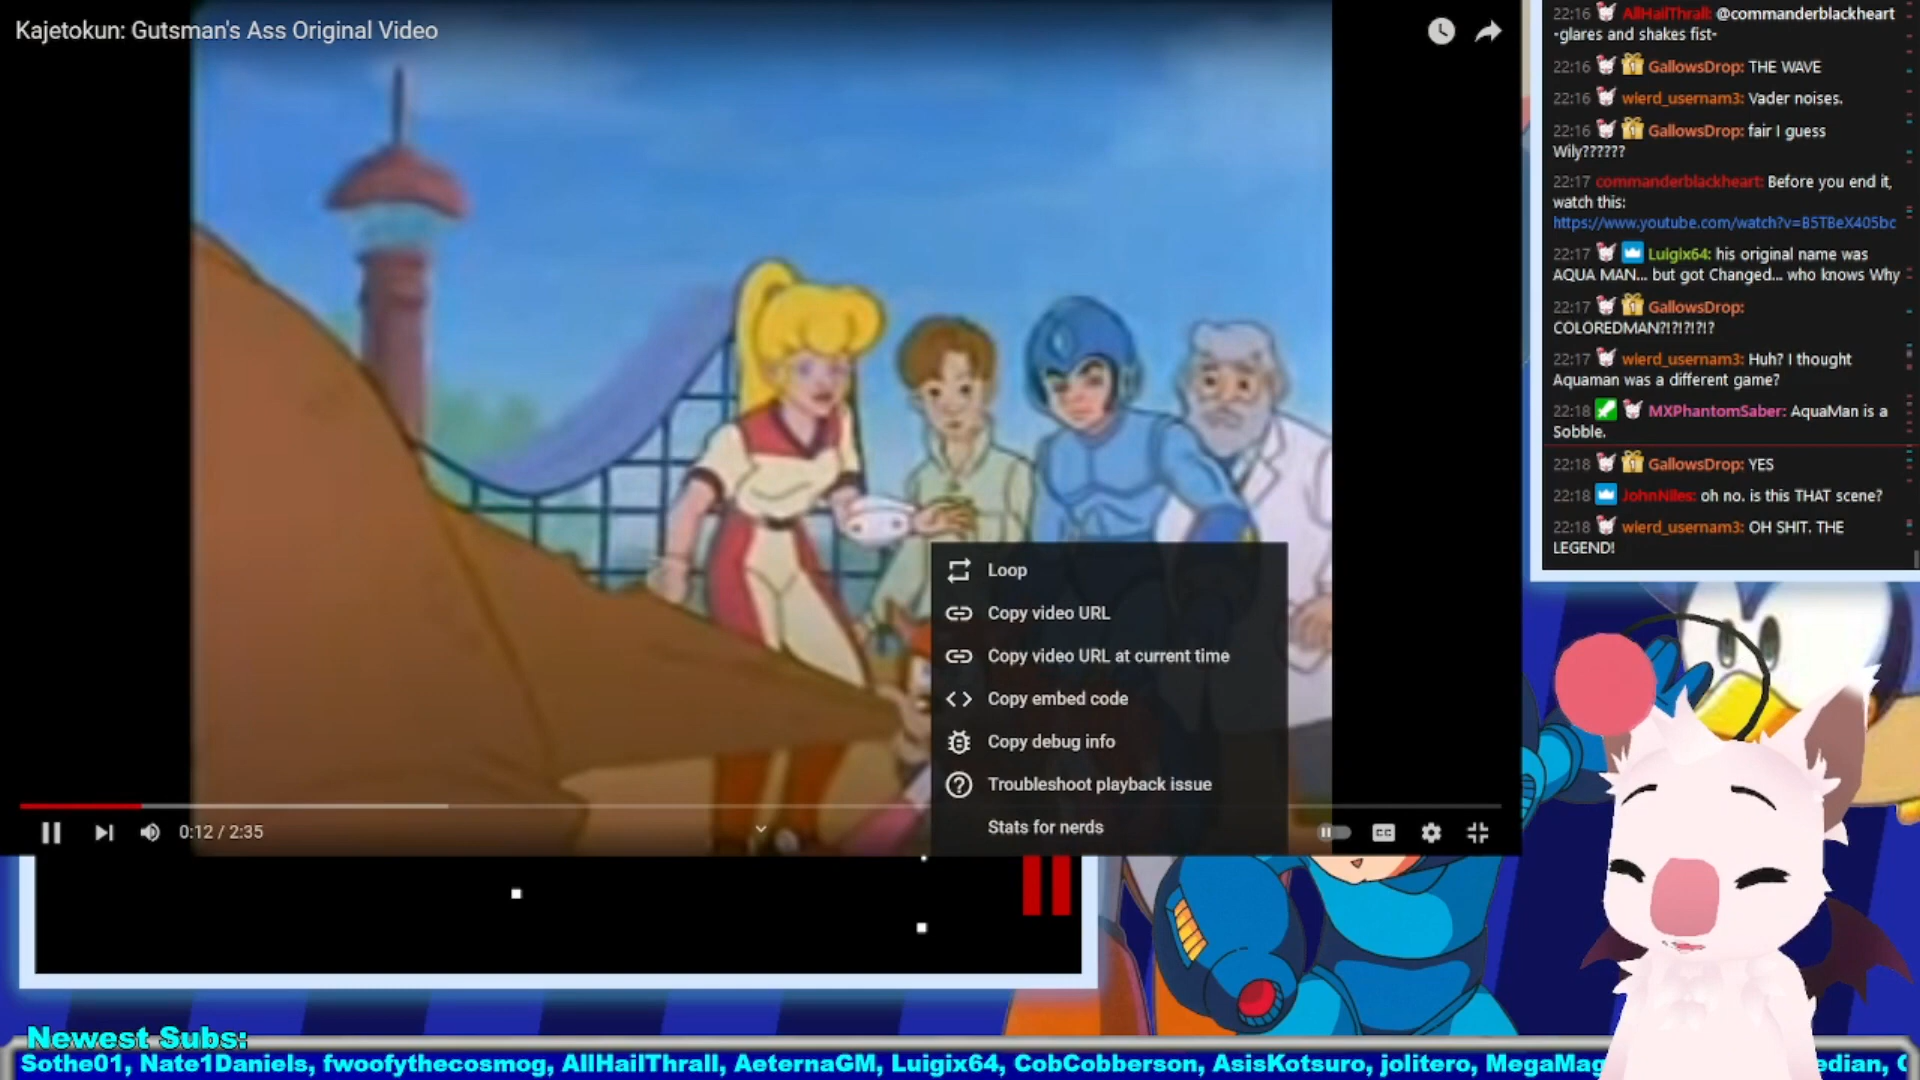 Kajetokun: Gutsman's Ass Original Video
Loop
Copy video URL
Copy video URL at current time
Copy embed code
Copy debug info
Troubleshoot playback issue
Stats for nerds
0:12 / 2:35
CC
22:16 AllHailThrall: @commanderblackheart
-glares and shakes fist-
22:16 GallowsDrop: THE WAVE
22:16 wierd_usernam3: Vader noises.
22:16 GallowsDrop: fair I guess
Wily??????
22:17 commanderblackheart: Before you end it,
watch this:
https://www.youtube.com/watch?v=B5TBeX405bc
22:17 Luigix64: his original name was
AQUA MAN... but got Changed... who knows Why
22:17 GallowsDrop:
COLOREDMAN?!?!?!?!?
22:17 wierd_usernam3: Huh? I thought
Aquaman was a different game?
22:18 MXPhantomSaber: AquaMan is a
Sobble.
22:18 GallowsDrop: YES
22:18 JohnNiles: oh no. is this THAT scene?
22:18 wierd_usernam3: OH SHIT. THE
LEGEND!
Newest Subs:
Sothe01, Nate1Daniels, fwoofythecosmog, AllHailThrall, AeternaGM, Luigix64, CobCobberson, AsisKotsuro, jolitero, MegaMag edian,